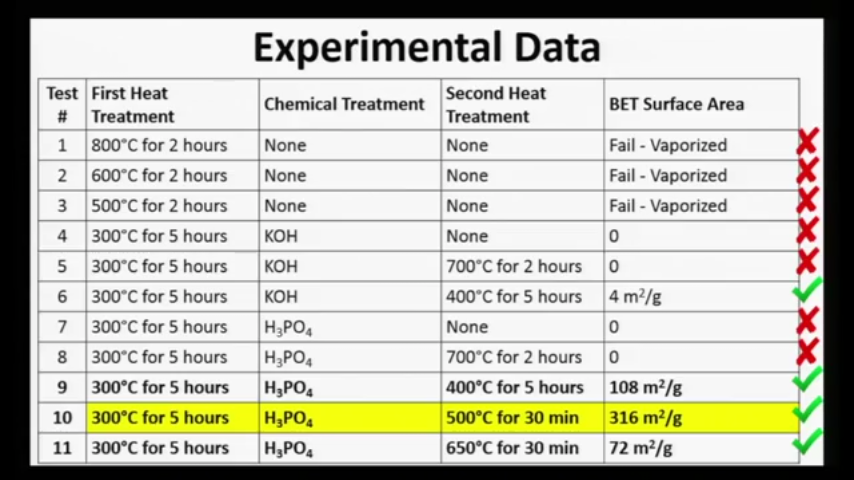 Experimental Data
Test # First Heat Treatment Chemical Treatment Second Heat Treatment BET Surface Area
1 800°C for 2 hours None None Fail - Vaporized
2 600°C for 2 hours None None Fail - Vaporized
3 500°C for 2 hours None None Fail - Vaporized
4 300°C for 5 hours KOH None 0
5 300°C for 5 hours KOH 700°C for 2 hours 0
6 300°C for 5 hours KOH 400°C for 5 hours 4 m²/g
7 300°C for 5 hours H₃PO₄ None 0
8 300°C for 5 hours H₃PO₄ 700°C for 2 hours 0
9 300°C for 5 hours H₃PO₄ 400°C for 5 hours 108 m²/g
10 300°C for 5 hours H₃PO₄ 500°C for 30 min 316 m²/g
11 300°C for 5 hours H₃PO₄ 650°C for 30 min 72 m²/g